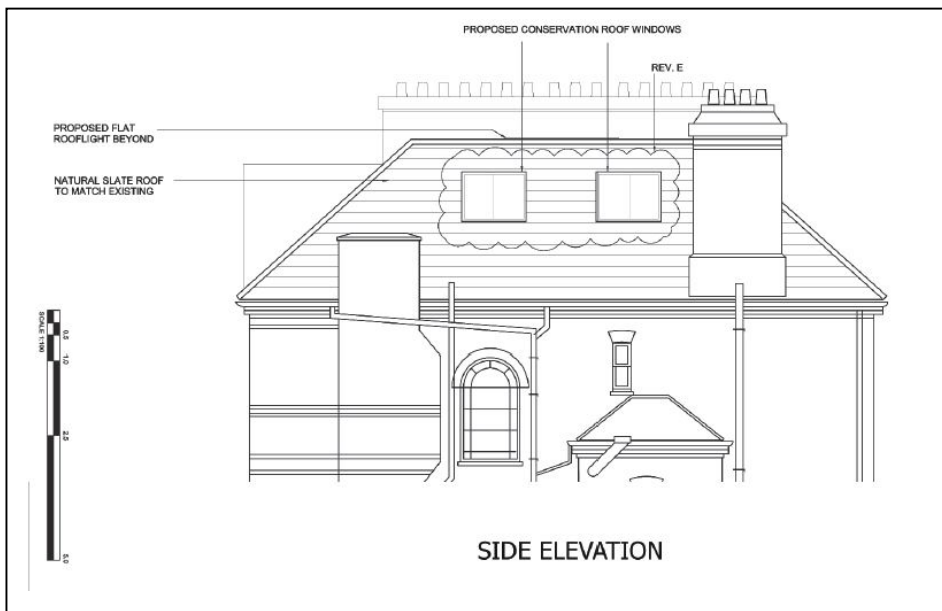 PROPOSED CONSERVATION ROOF WINDOWS
REV. E
PROPOSED FLAT
ROOFLIGHT BEYOND
NATURAL SLATE ROOF
TO MATCH EXISTING
SCALE 1:100
0.5
1.0
2.5
5.0
SIDE ELEVATION